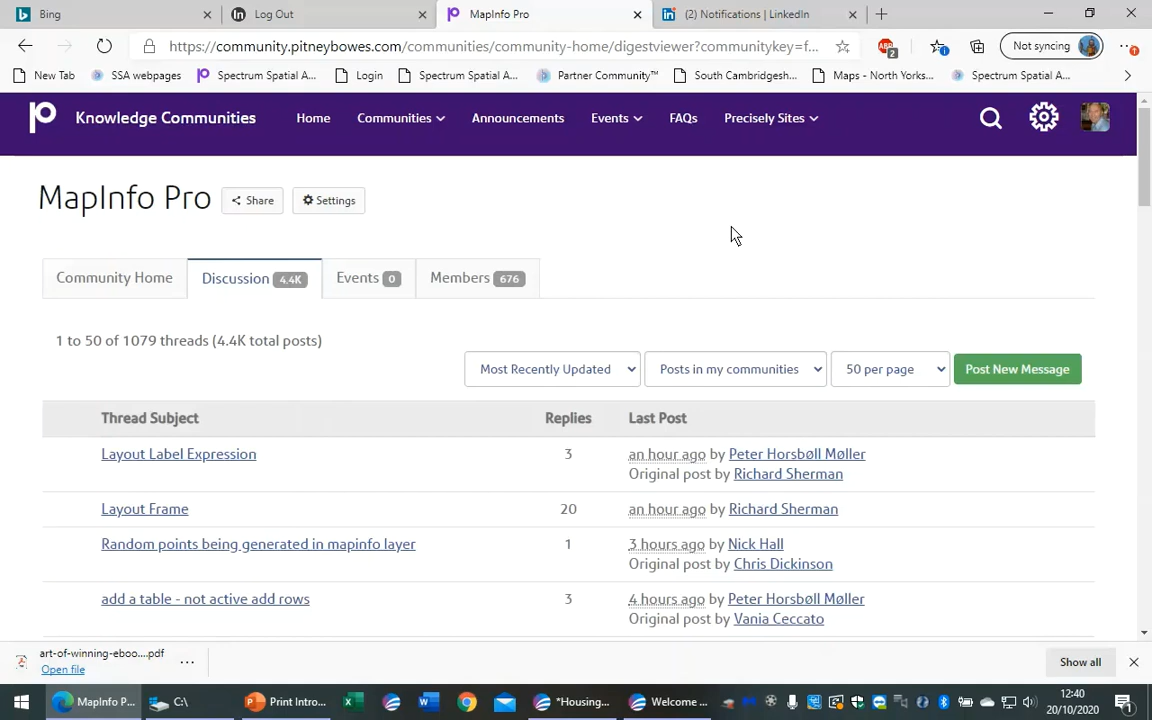 Bing
Log Out
MapInfo Pro
(2) Notifications | LinkedIn
https://community.pitneybowes.com/communities/community-home/digestviewer?communitykey=f...
2
Not syncing
New Tab
SSA webpages
Spectrum Spatial A...
Login
Spectrum Spatial A...
Partner Community™
South Cambridgesh...
Maps - North Yorks...
Spectrum Spatial A...
Knowledge Communities
Home
Communities
Announcements
Events
FAQs
Precisely Sites
MapInfo Pro
Share
Settings
Community Home
Discussion 4.4K
Events 0
Members 676
1 to 50 of 1079 threads (4.4K total posts)
Most Recently Updated
Posts in my communities
50 per page
Post New Message
Thread Subject Replies Last Post
Layout Label Expression 3 an hour ago by Peter Horsbøll Møller
Original post by Richard Sherman
Layout Frame 20 an hour ago by Richard Sherman
Random points being generated in mapinfo layer 1 3 hours ago by Nick Hall
Original post by Chris Dickinson
add a table - not active add rows 3 4 hours ago by Peter Horsbøll Møller
Original post by Vania Ceccato
art-of-winning-eboo....pdf
Open file
Show all
MapInfo P...
C:\
Print Intro...
*Housing...
Welcome ...
12:40
20/10/2020
1